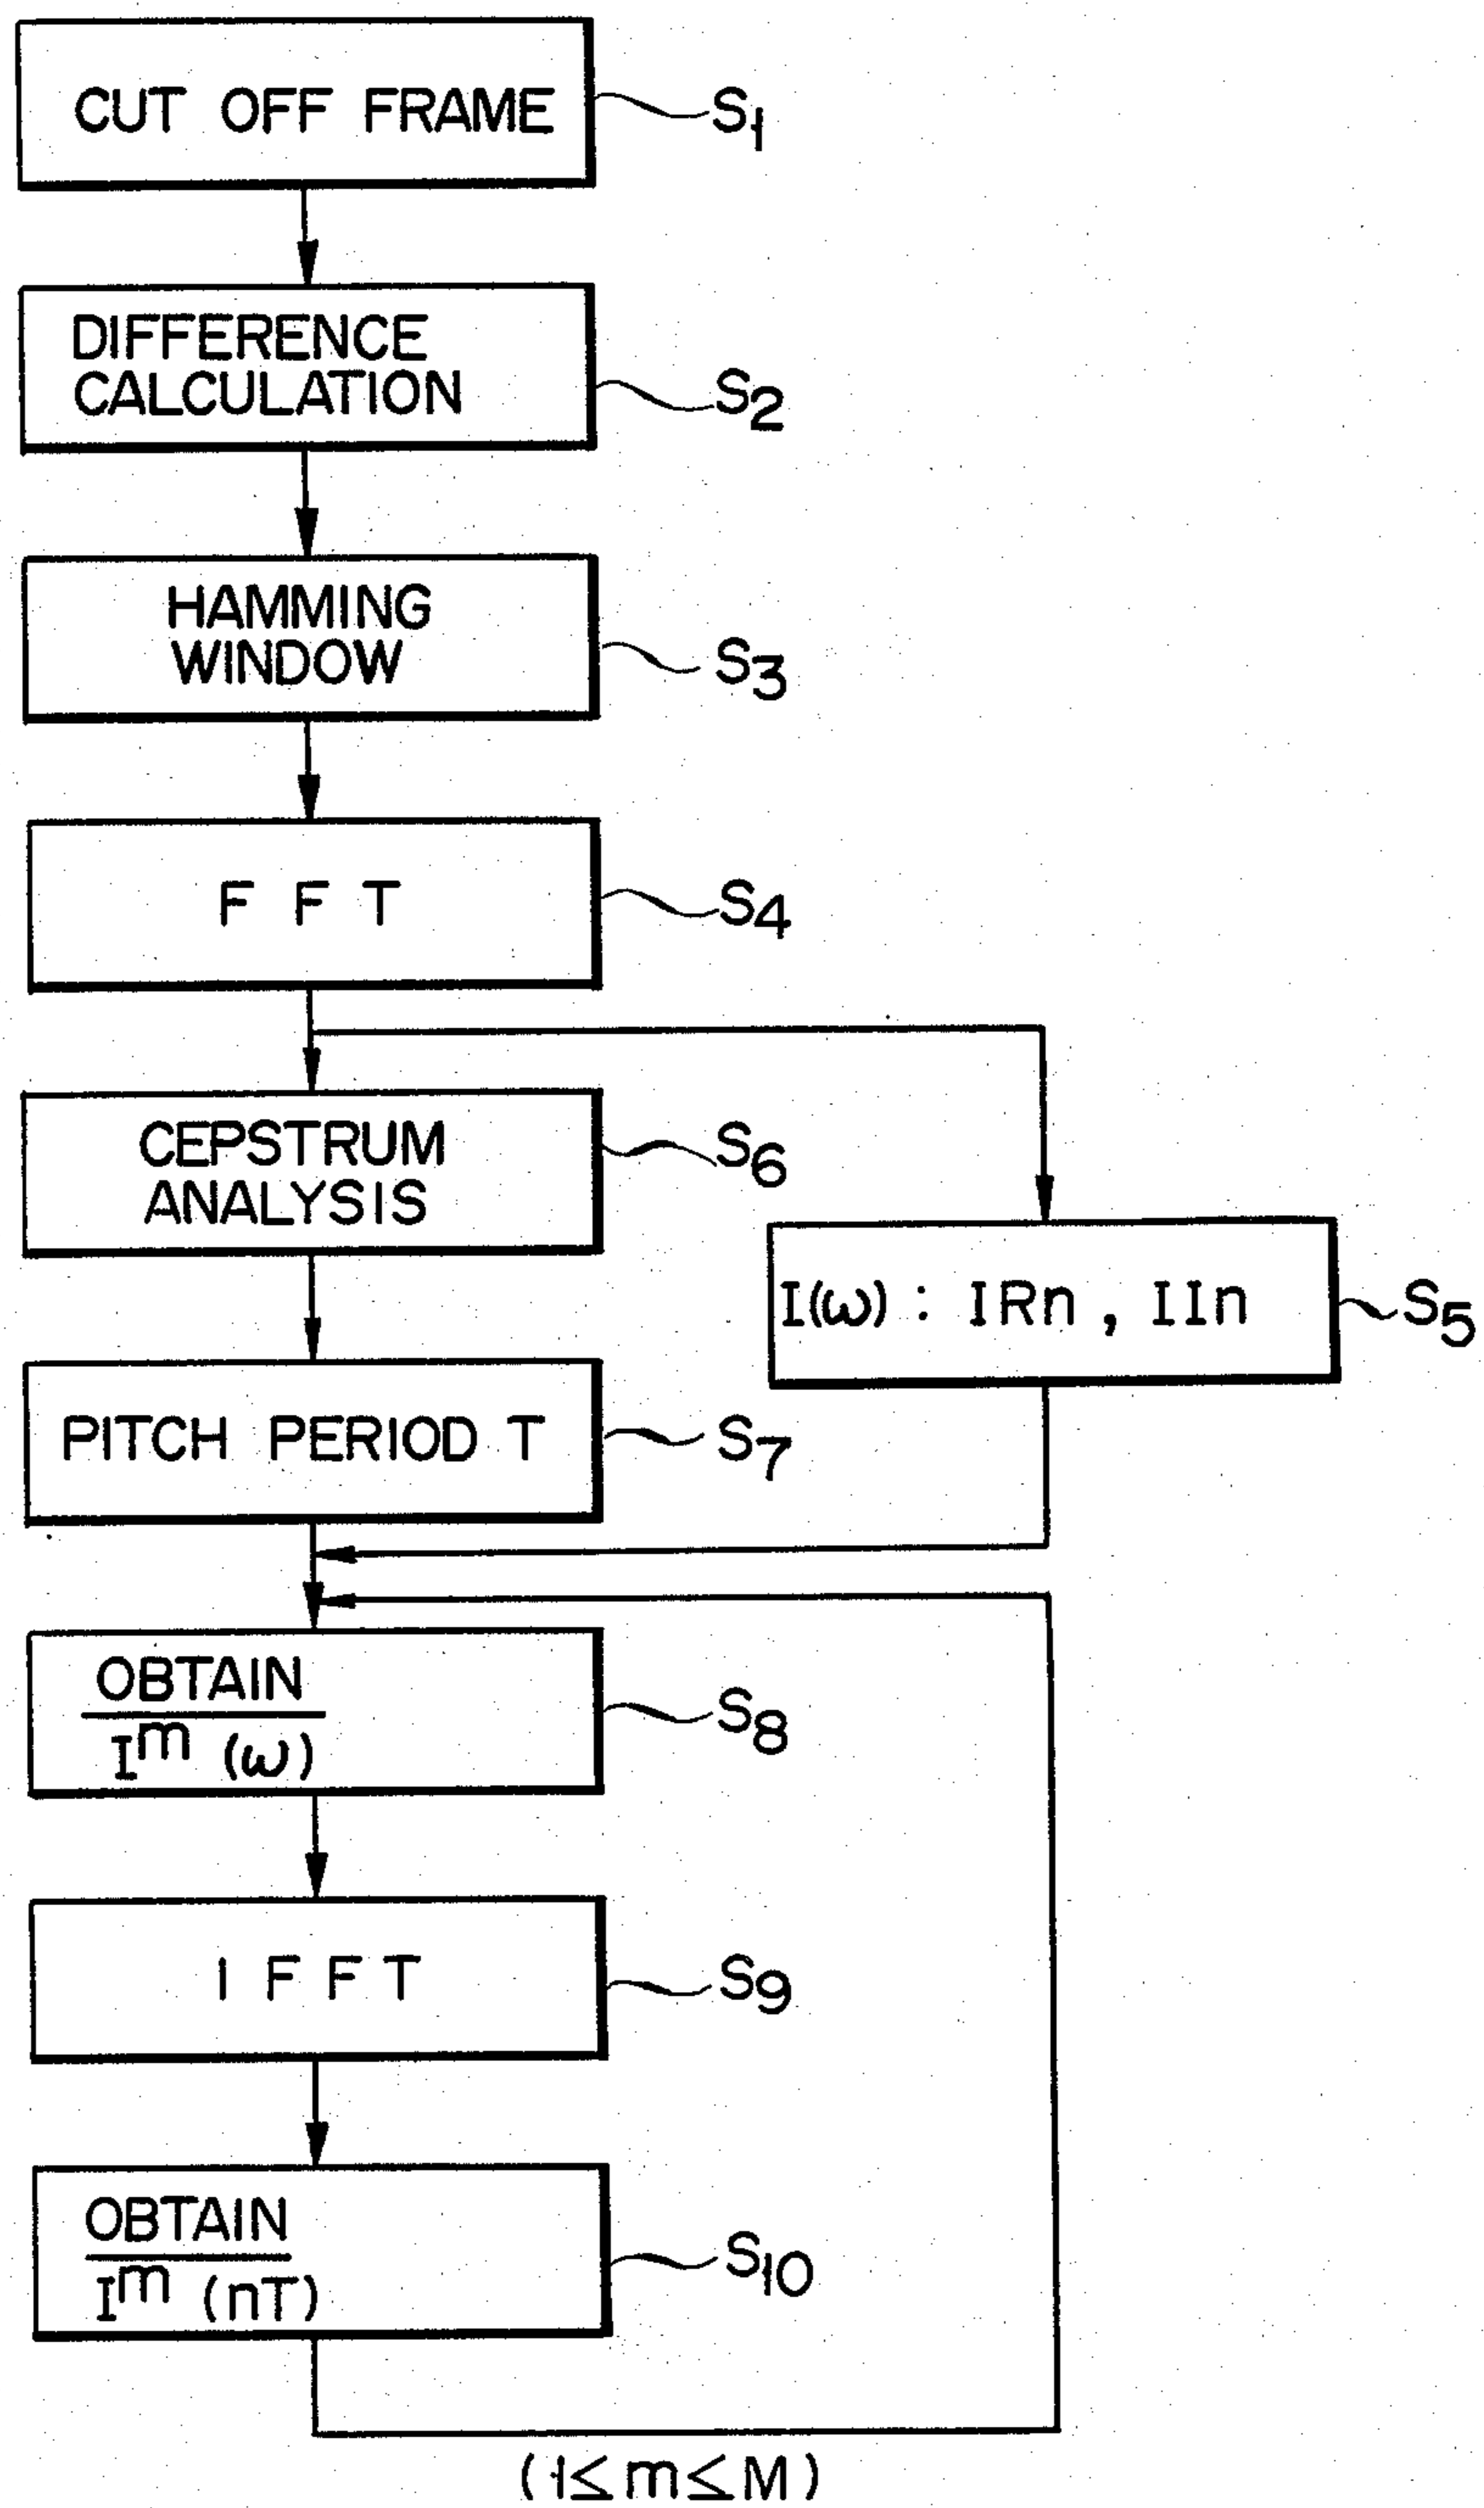 CUT OFF FRAME
S1
DIFFERENCE
CALCULATION
S2
HAMMING
WINDOW
S3
F F T
S4
CEPSTRUM
ANALYSIS
S6
I(ω) : IRn , IIn
S5
PITCH PERIOD T
S7
OBTAIN
I^m (ω)
S8
I F F T
S9
OBTAIN
I^m (nT)
S10
(1≤m≤M)